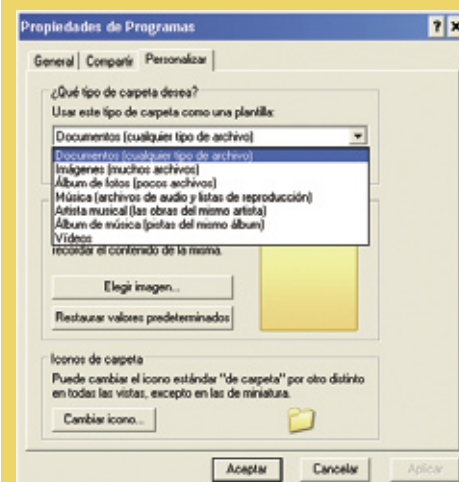 Propiedades de Programas
General Compartir Personalizar
¿Qué tipo de carpeta desea?
Usar este tipo de carpeta como una plantilla:
Documentos (cualquier tipo de archivo)
Documentos (cualquier tipo de archivo)
Imágenes (muchos archivos)
Álbum de fotos (pocos archivos)
Música (archivos de audio y listas de reproducción)
Artista musical (las obras del mismo artista)
Álbum de música (pistas del mismo álbum)
Vídeos
recordar el contenido de la misma.
Elegir imagen...
Restaurar valores predeterminados
Iconos de carpeta
Puede cambiar el icono estándar "de carpeta" por otro distinto
en todas las vistas, excepto en las de miniatura.
Cambiar icono...
Aceptar Cancelar Aplicar